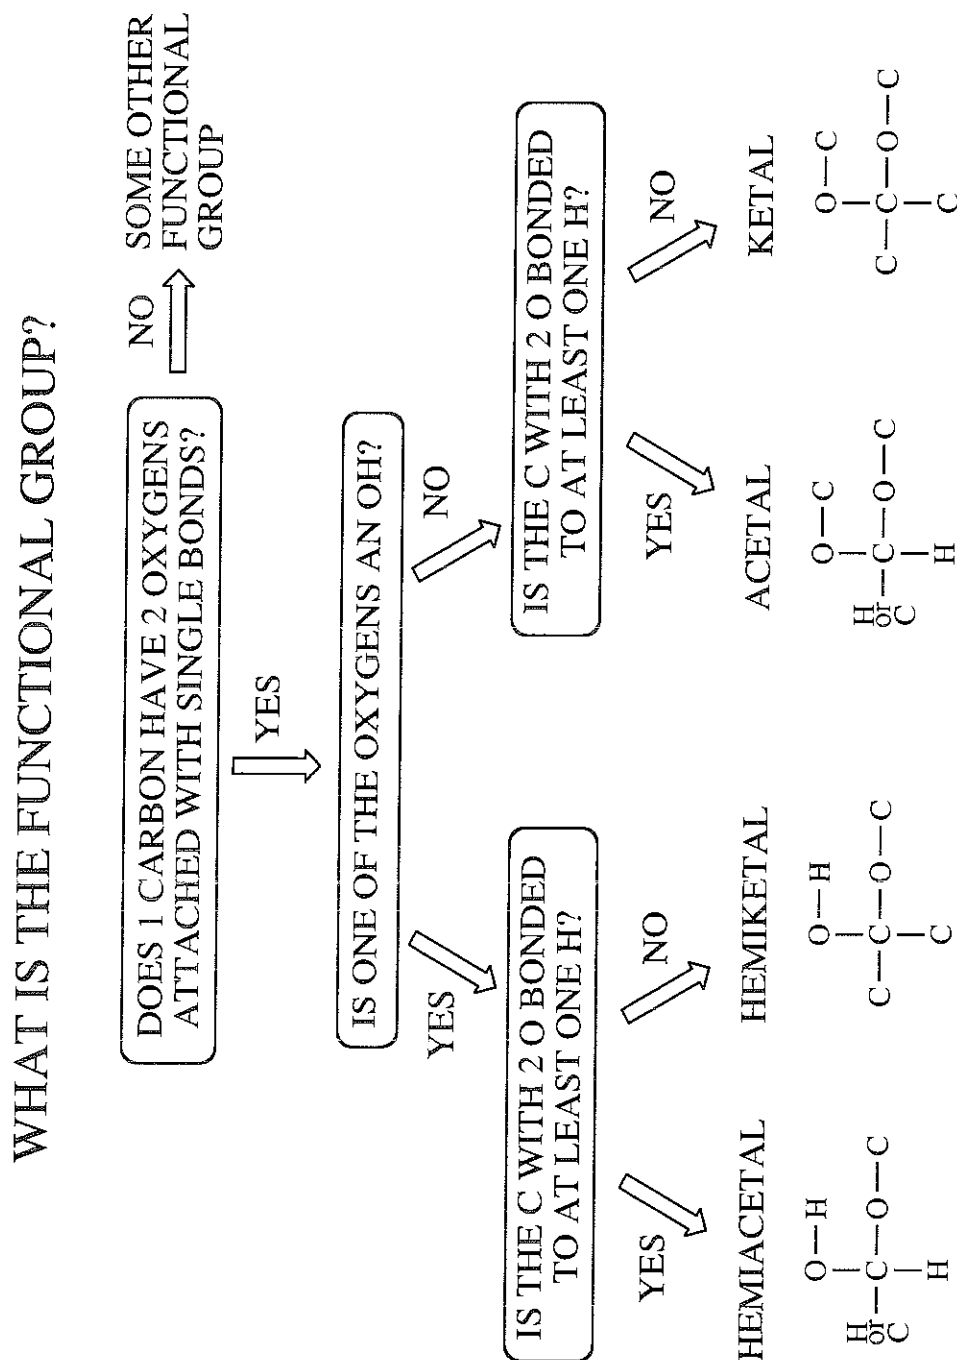 WHAT IS THE FUNCTIONAL GROUP?
DOES 1 CARBON HAVE 2 OXYGENS
ATTACHED WITH SINGLE BONDS?
NO
SOME OTHER
FUNCTIONAL
GROUP
YES
IS ONE OF THE OXYGENS AN OH?
YES
NO
IS THE C WITH 2 O BONDED
TO AT LEAST ONE H?
IS THE C WITH 2 O BONDED
TO AT LEAST ONE H?
YES
NO
YES
NO
HEMIACETAL
O—H
H
or
C
C—O—C
H
HEMIKETAL
O—H
C—C—O—C
C
ACETAL
O—C
H
or
C
C—O—C
H
KETAL
O—C
C—C—O—C
C